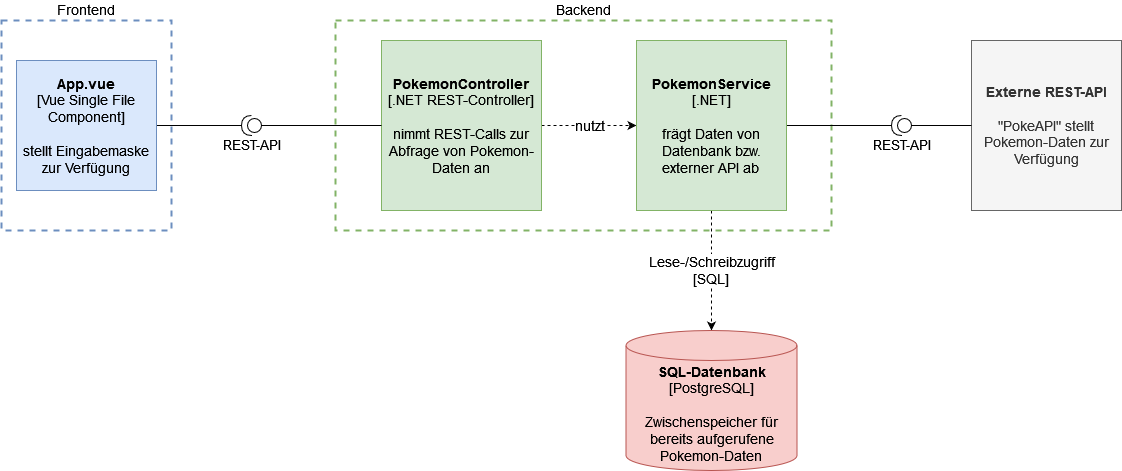 Frontend
App.vue
[Vue Single File
Component]
stellt Eingabemaske
zur Verfügung
REST-API
Backend
PokemonController
[.NET REST-Controller]
nimmt REST-Calls zur
Abfrage von Pokemon-
Daten an
nutzt
PokemonService
[.NET]
frägt Daten von
Datenbank bzw.
externer API ab
REST-API
Externe REST-API
"PokeAPI" stellt
Pokemon-Daten zur
Verfügung
Lese-/Schreibzugriff
[SQL]
SQL-Datenbank
[PostgreSQL]
Zwischenspeicher für
bereits aufgerufene
Pokemon-Daten